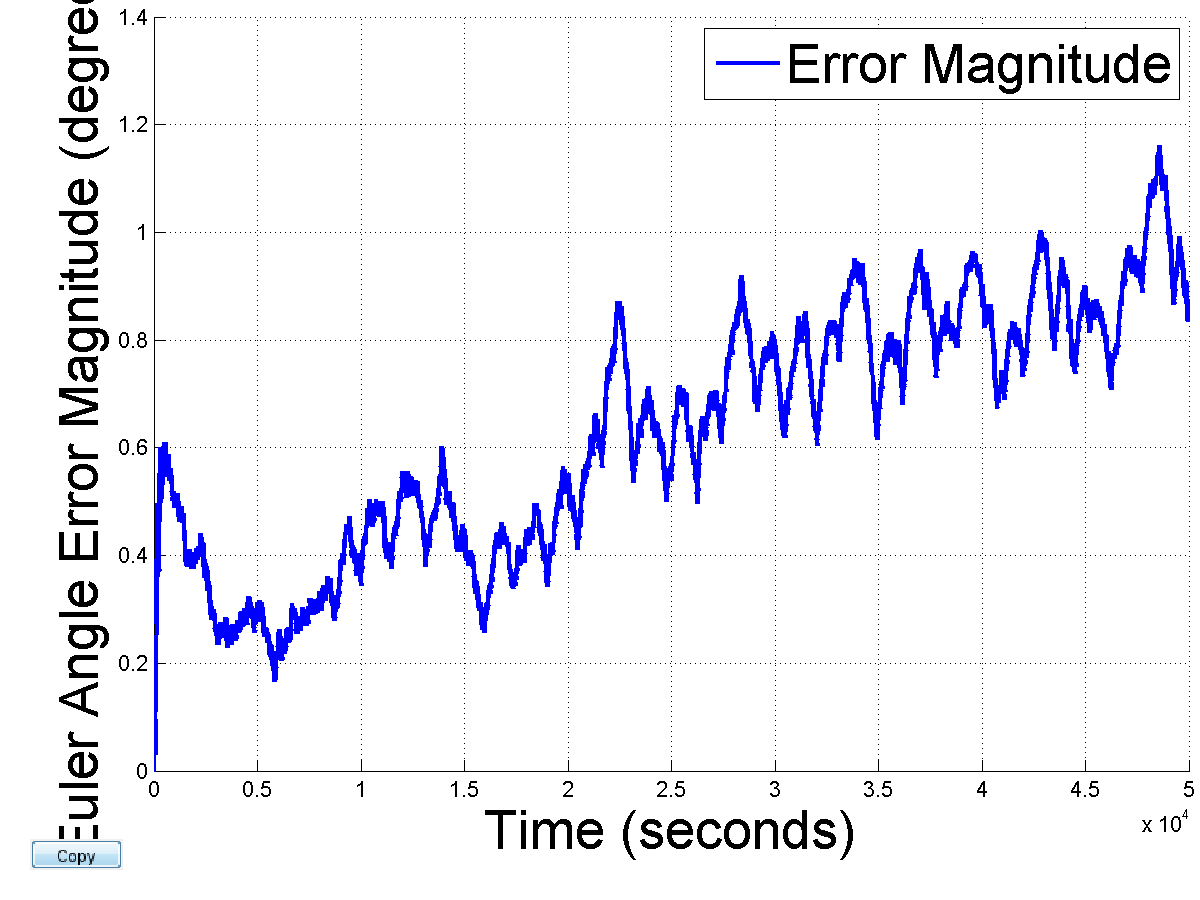 Euler Angle Error Magnitude (degree
1.4
1.2
1
0.8
0.6
0.4
0.2
0
Error Magnitude
0 0.5 1 1.5 2 2.5 3 3.5 4 4.5 5
x 10⁴
Time (seconds)
Copy